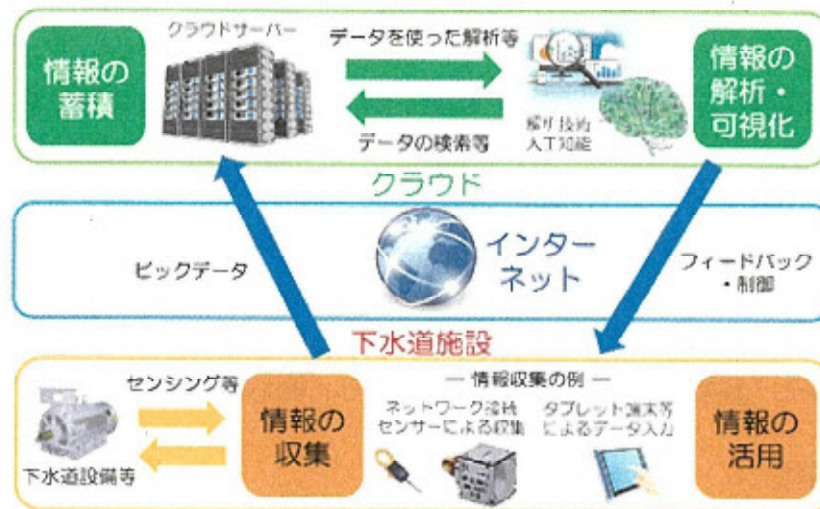 情報の
蓄積
クラウドサーバー
データを使った解析等
データの検索等
解析技術
人工知能
情報の
解析・
可視化
クラウド
ビックデータ
インター
ネット
フィードバック
・制御
下水道施設
センシング等
下水道設備等
情報の
収集
― 情報収集の例 ―
ネットワーク接続
センサーによる収集
タブレット端末等
によるデータ入力
情報の
活用